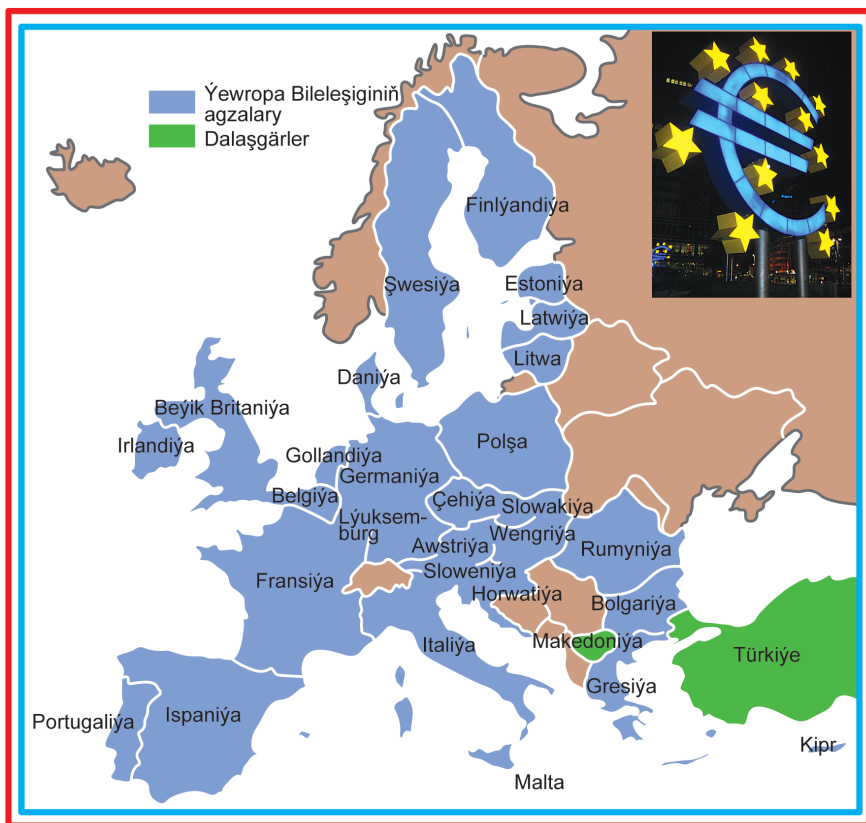 Ýewropa Bileleşiginiň
agzalary
Dalaşgärler
Finlýandiýa
Şwesiýa
Estoniýa
Latwiýa
Litwa
Daniýa
Beýik Britaniýa
Irlandiýa
Gollandiýa
Polşa
Germaniýa
Belgiýa
Çehiýa
Slowakiýa
Lýuksem-
burg
Wengriýa
Awstriýa
Rumyniýa
Sloweniýa
Fransiýa
Horwatiýa
Bolgariýa
Italiýa
Makedoniýa
Türkiýe
Gresiýa
Portugaliýa
Ispaniýa
Kipr
Malta